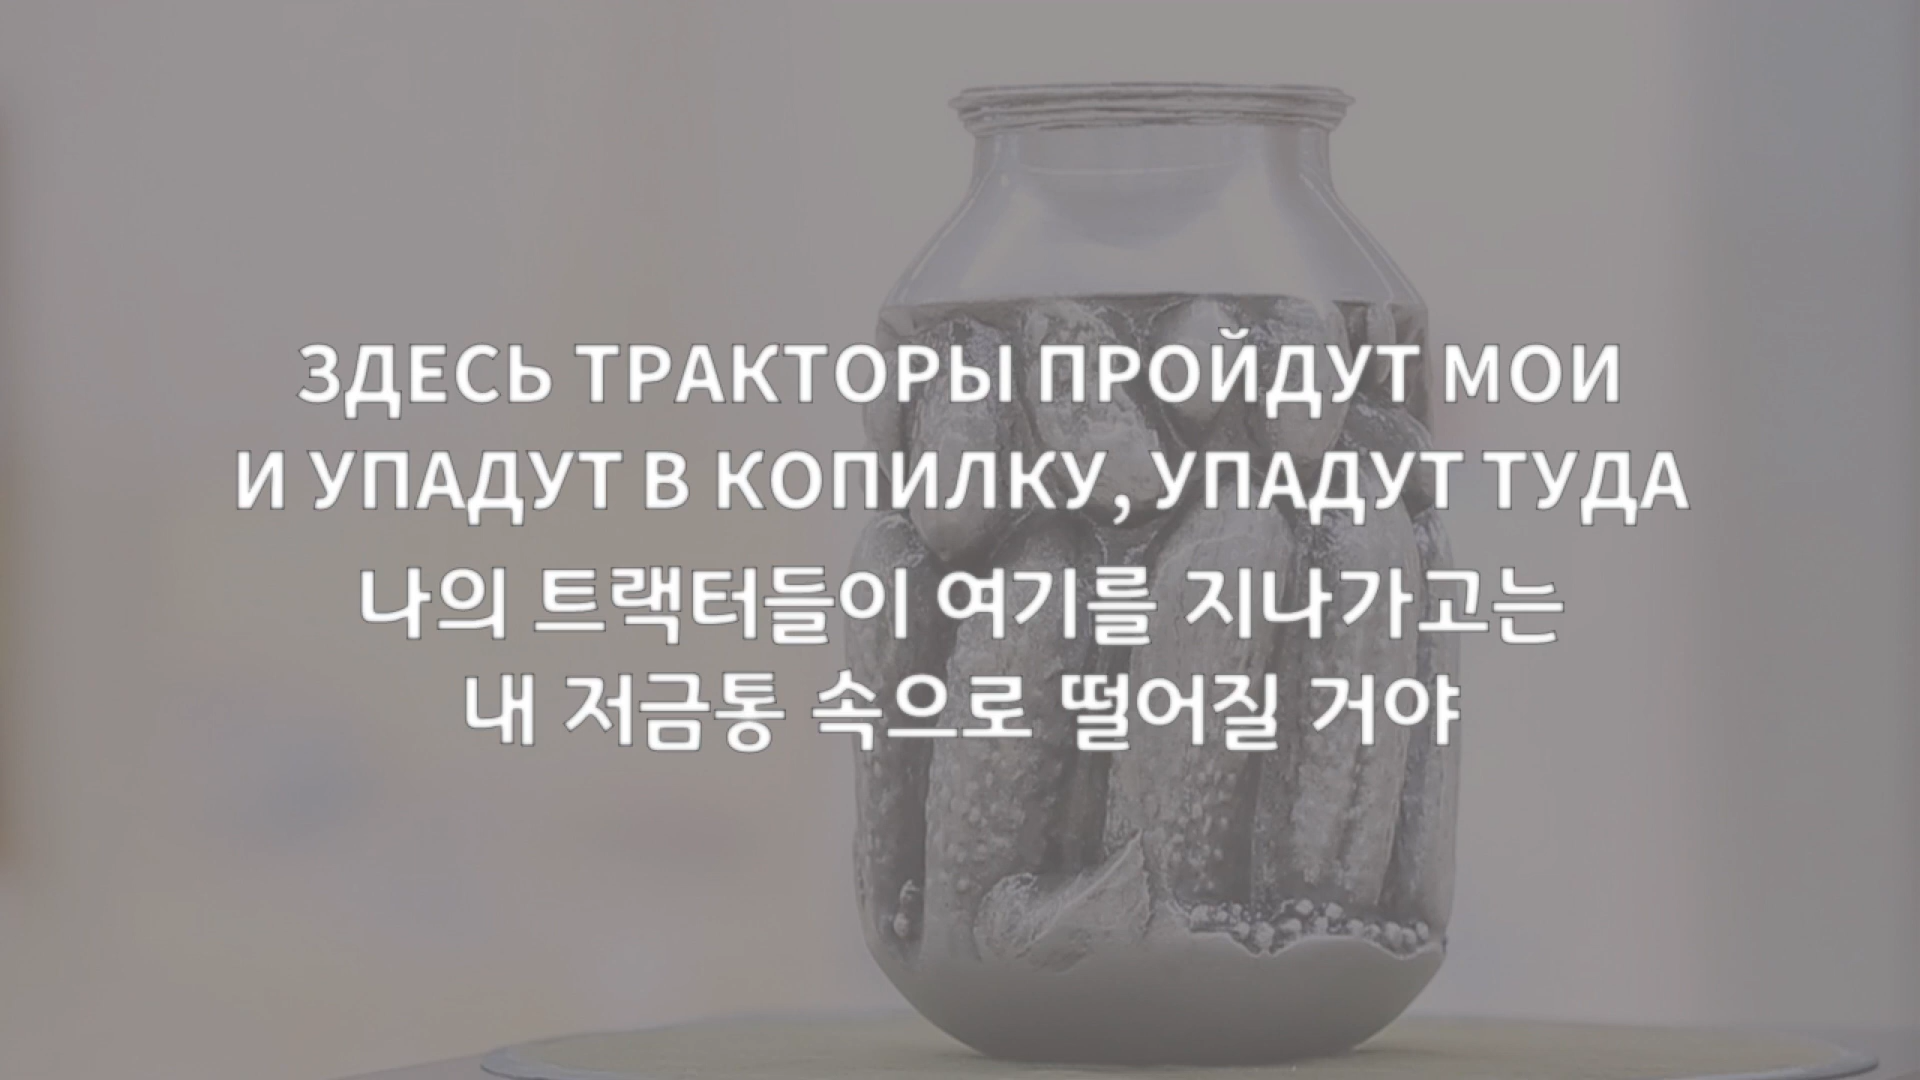 ЗДЕСЬ ТРАКТОРЫ ПРОЙДУТ МОИ
И УПАДУТ В КОПИЛКУ, УПАДУТ ТУДА
나의 트랙터들이 여기를 지나가고는
내 저금통 속으로 떨어질 거야